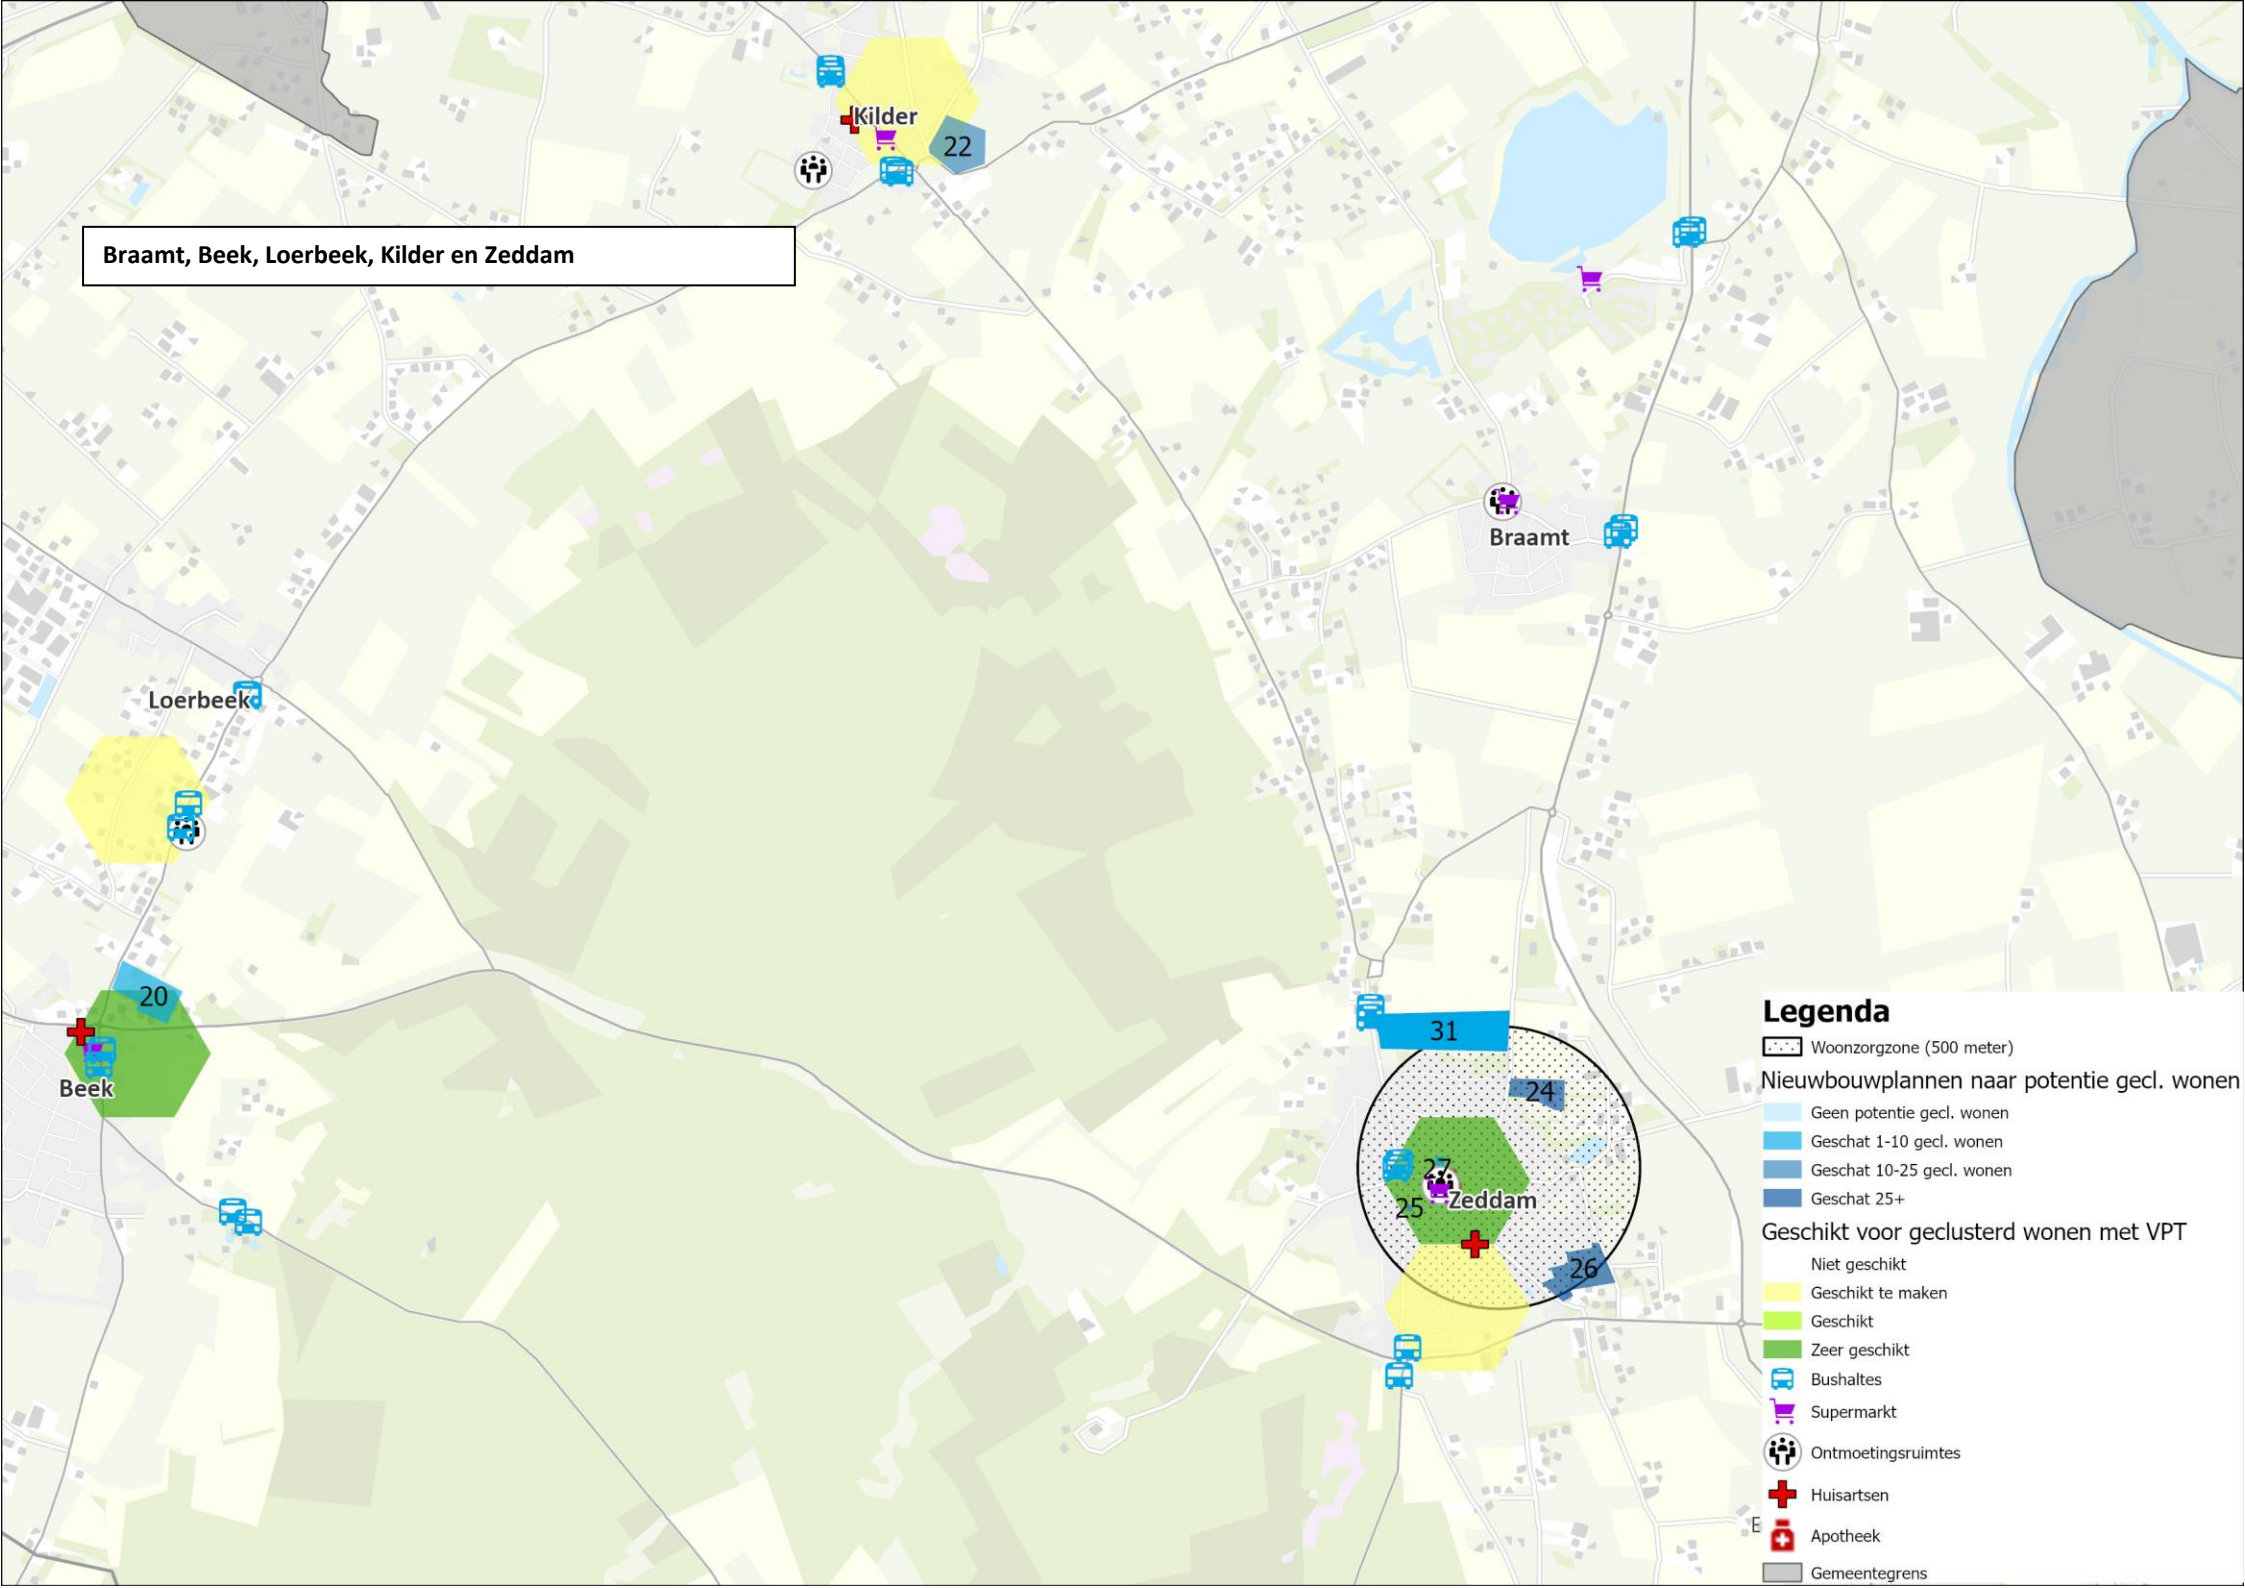 Kilder
22
Braamt, Beek, Loerbeek, Kilder en Zeddam
Braamt
Loerbeek
20
Beek
31
24
27
25
Zeddam
26
Legenda
Woonzorgzone (500 meter)
Nieuwbouwplannen naar potentie gecl. wonen
Geen potentie gecl. wonen
Geschat 1-10 gecl. wonen
Geschat 10-25 gecl. wonen
Geschat 25+
Geschikt voor geclusterd wonen met VPT
Niet geschikt
Geschikt te maken
Geschikt
Zeer geschikt
Bushaltes
Supermarkt
Ontmoetingsruimtes
Huisartsen
Apotheek
Gemeentegrens